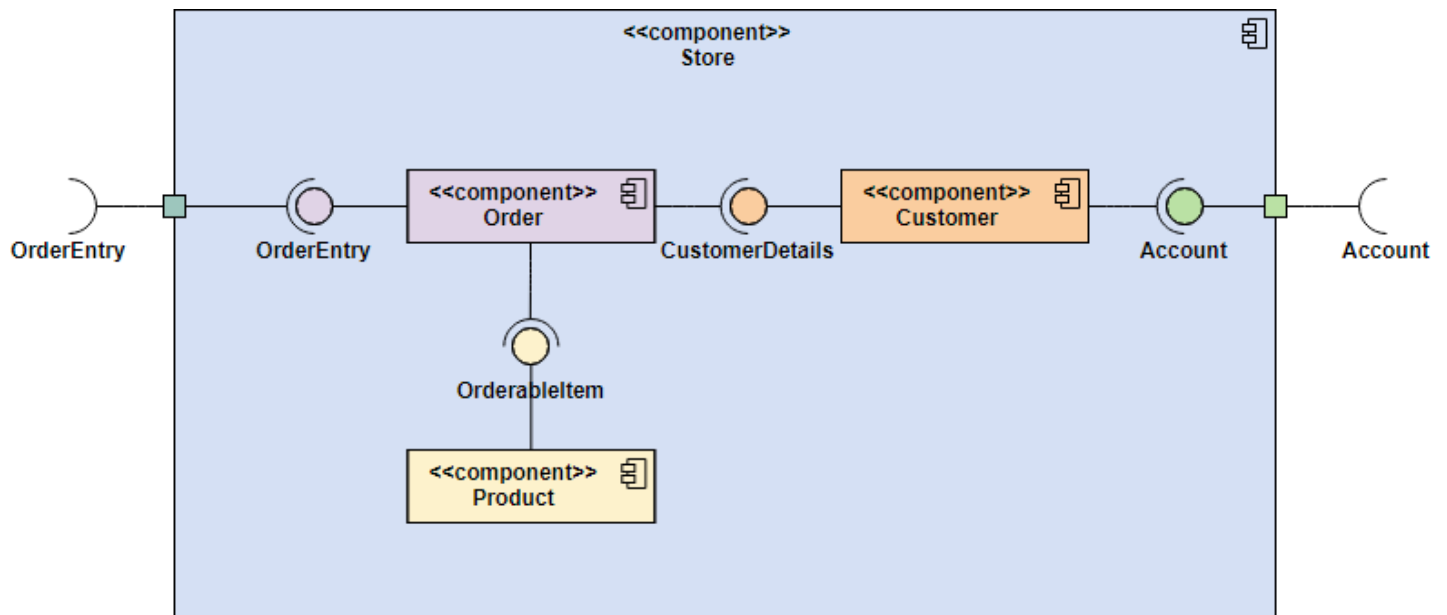 <<component>>
Store
<<component>>
Order
<<component>>
Customer
OrderEntry
OrderEntry
CustomerDetails
Account
Account
OrderableItem
<<component>>
Product